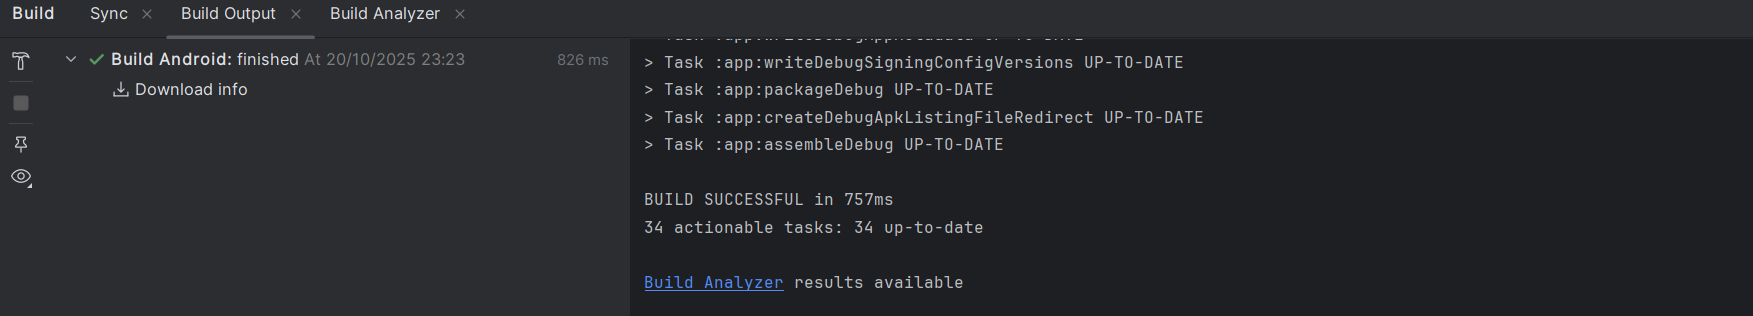 Build Sync Build Output Build Analyzer
Build Android: finished At 20/10/2025 23:23 826 ms
Download info
> Task :app:writeDebugSigningConfigVersions UP-TO-DATE
> Task :app:packageDebug UP-TO-DATE
> Task :app:createDebugApkListingFileRedirect UP-TO-DATE
> Task :app:assembleDebug UP-TO-DATE
BUILD SUCCESSFUL in 757ms
34 actionable tasks: 34 up-to-date
Build Analyzer results available